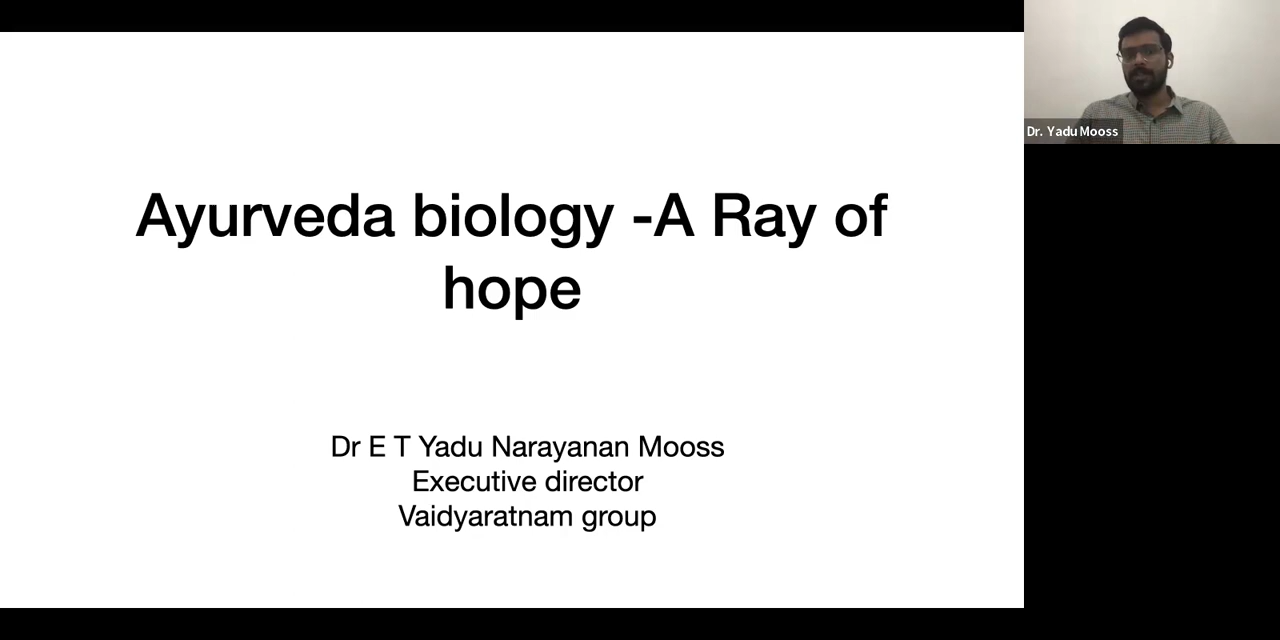 Ayurveda biology -A Ray of
hope
Dr E T Yadu Narayanan Mooss
Executive director
Vaidyaratnam group
Dr. Yadu Mooss